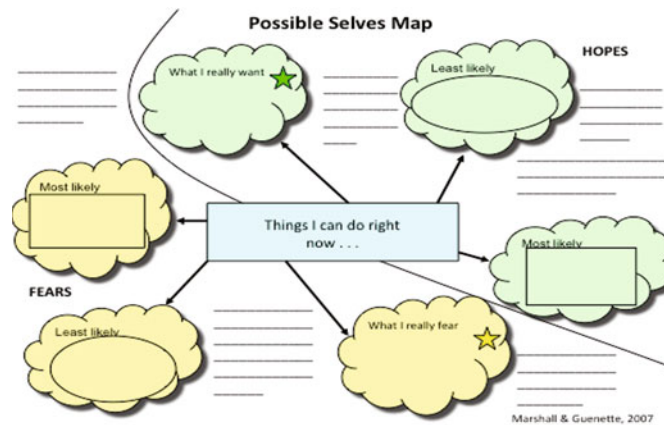 Possible Selves Map
What I really want
Least likely
HOPES
Most likely
Things I can do right
now . . .
Most likely
FEARS
Least likely
What I really fear
Marshall & Guenette, 2007